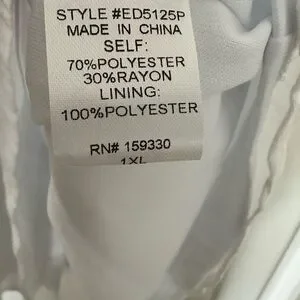 STYLE #ED5125P
MADE IN CHINA
SELF:
70%POLYESTER
30%RAYON
LINING:
100%POLYESTER
RN# 159330
1XL